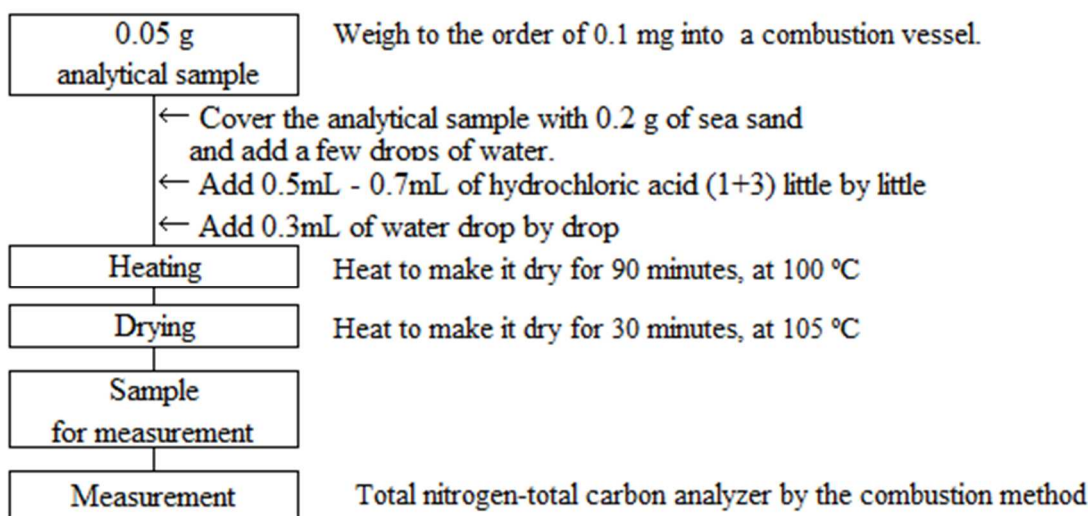 0.05 g
analytical sample
Weigh to the order of 0.1 mg into a combustion vessel.
← Cover the analytical sample with 0.2 g of sea sand
and add a few drops of water.
← Add 0.5mL - 0.7mL of hydrochloric acid (1+3) little by little
← Add 0.3mL of water drop by drop
Heating
Heat to make it dry for 90 minutes, at 100 ºC
Drying
Heat to make it dry for 30 minutes, at 105 ºC
Sample
for measurement
Measurement
Total nitrogen-total carbon analyzer by the combustion method